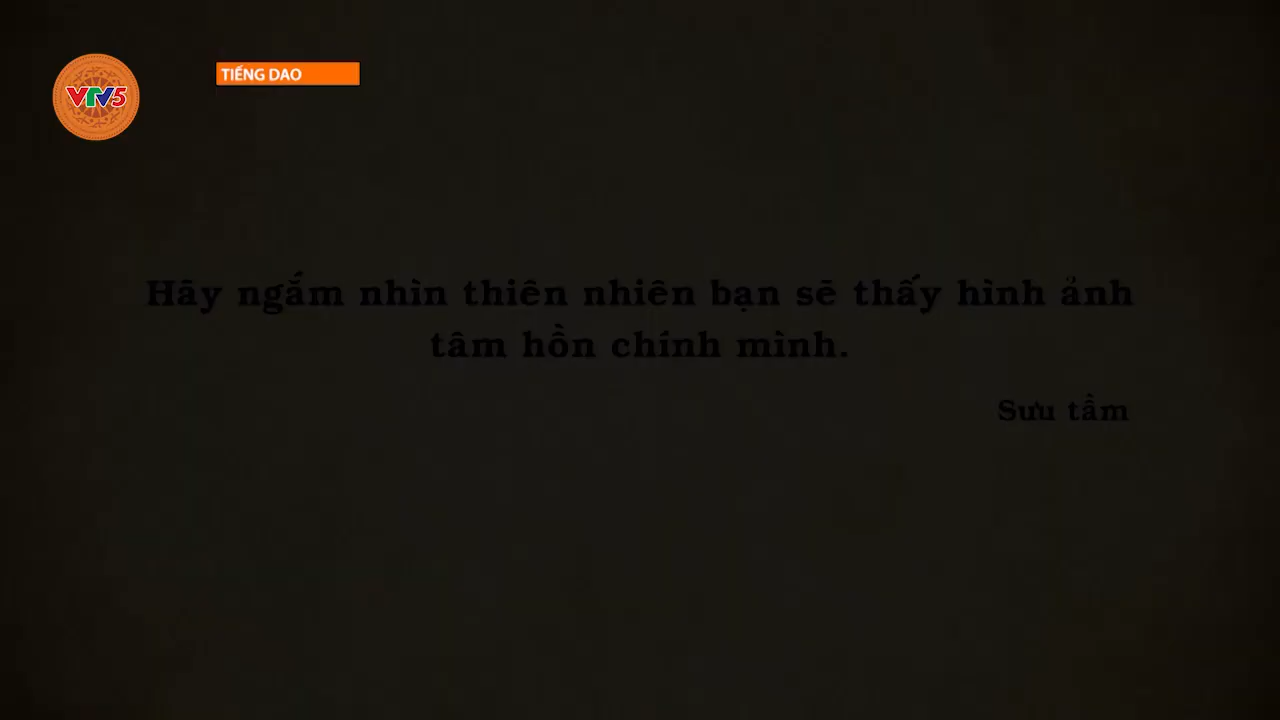 VTV5
TIẾNG DAO
Hãy ngắm nhìn thiên nhiên bạn sẽ thấy hình ảnh
tâm hồn chính mình.
Sưu tầm